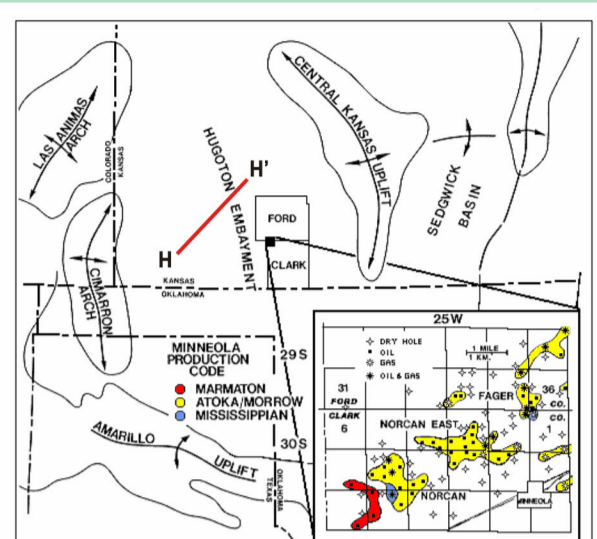 LAS ANIMAS
ARCH
COLORADO
KANSAS
CENTRAL KANSAS
UPLIFT
HUGOTON
EMBAYMENT
H'
H
FORD
CLARK
SEDGWICK
BASIN
CIMARRON
ARCH
KANSAS
OKLAHOMA
MINNEOLA
PRODUCTION
CODE
MARMATON
ATOKA/MORROW
MISSISSIPPIAN
AMARILLO
UPLIFT
OKLAHOMA
TEXAS
29 S
30 S
25W
DRY HOLE
OIL
GAS
OIL & GAS
1 MILE
1 KM.
31
FORD
CLARK
6
FAGER
36
CO.
CO.
1
NORCAN EAST
NORCAN
MINNEOLA